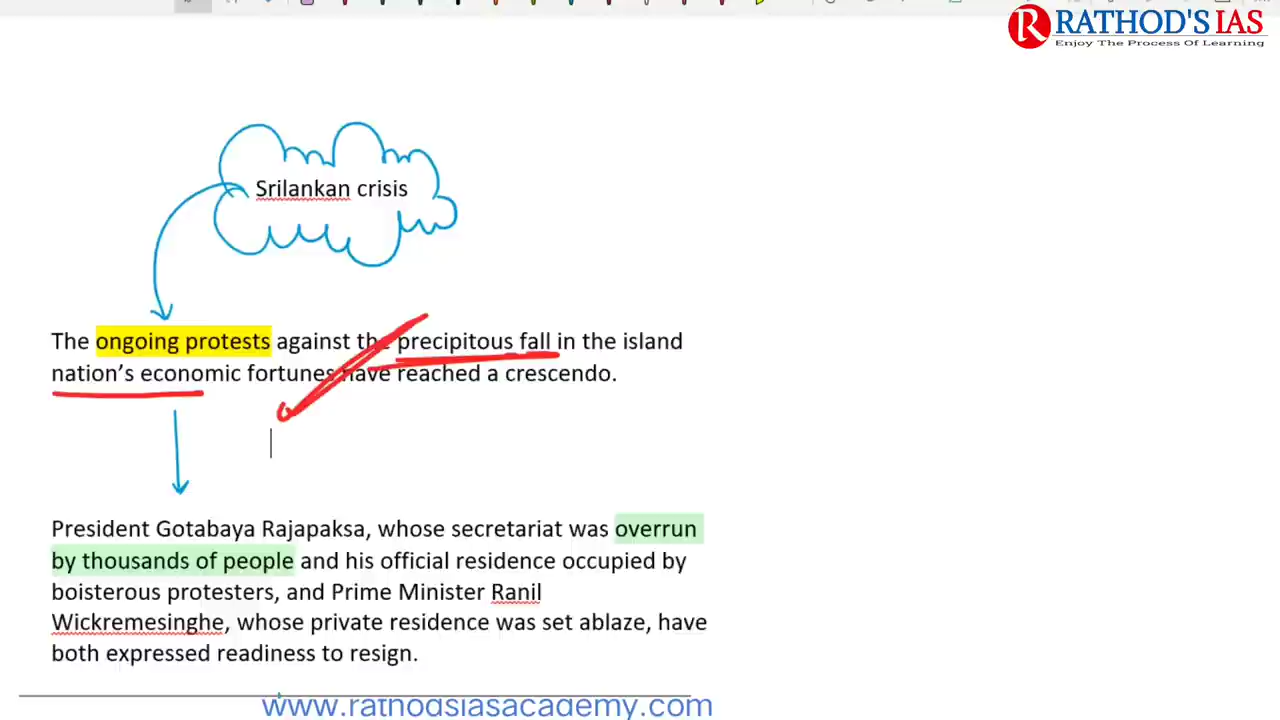 RATHOD'S IAS
Enjoy The Process Of Learning
Srilankan crisis
The ongoing protests against the precipitous fall in the island
nation's economic fortunes have reached a crescendo.
President Gotabaya Rajapaksa, whose secretariat was overrun
by thousands of people and his official residence occupied by
boisterous protesters, and Prime Minister Ranil
Wickremesinghe, whose private residence was set ablaze, have
both expressed readiness to resign.
www.rathodsiasacademy.com